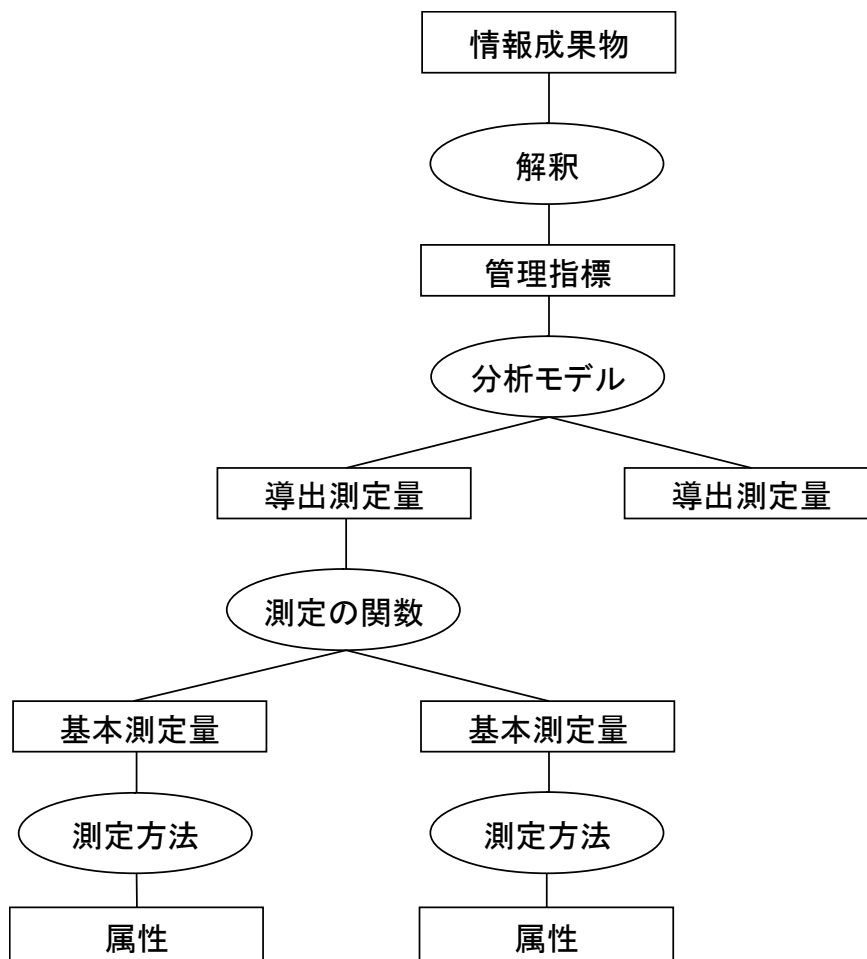 情報成果物
解釈
管理指標
分析モデル
導出測定量
導出測定量
測定の関数
基本測定量
基本測定量
測定方法
測定方法
属性
属性